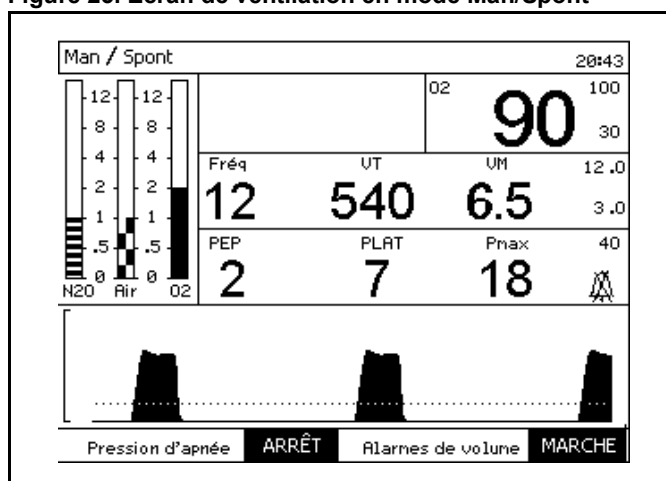 Figure 25. Écran de ventilation en mode Man/Spont
Man / Spont 20:43
12 12 O2 90 100
8 8 30
4 4 Fréq VT VM 12.0
2 2 12 540 6.5 3.0
1 1
.5 .5 PEP PLAT Pmax 40
0 0 2 7 18
N2O Air O2
Pression d'apnée ARRÊT Alarmes de volume MARCHE